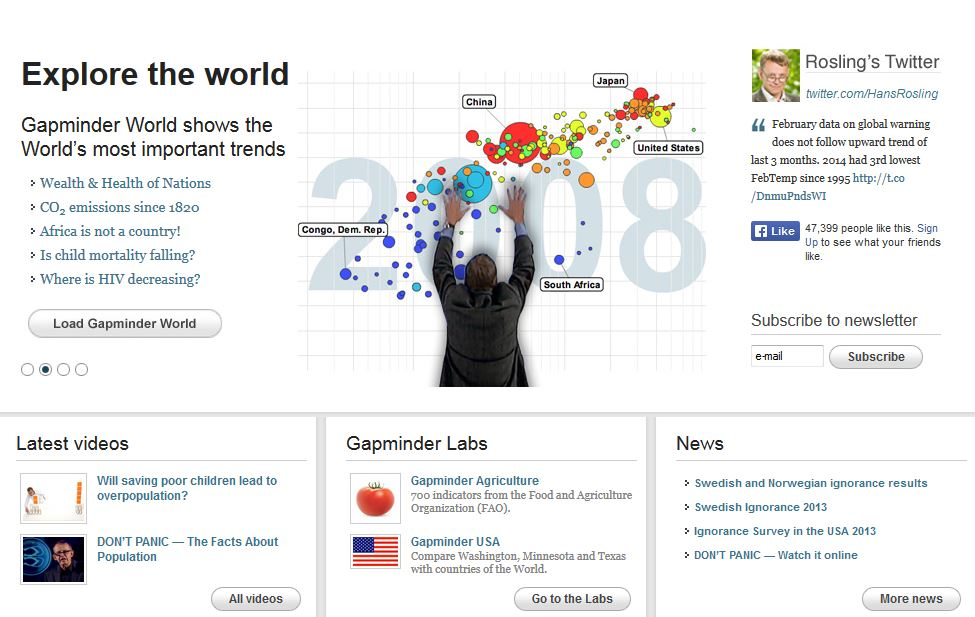 Explore the world
Gapminder World shows the
World's most important trends
Wealth & Health of Nations
CO2 emissions since 1820
Africa is not a country!
Is child mortality falling?
Where is HIV decreasing?
Load Gapminder World
2008
Japan
China
United States
Congo, Dem. Rep.
South Africa
Rosling's Twitter
twitter.com/HansRosling
“ February data on global warning
does not follow upward trend of
last 3 months. 2014 had 3rd lowest
FebTemp since 1995 http://t.co
/DnmuPndsWI
f Like
47,399 people like this. Sign
Up to see what your friends
like.
Subscribe to newsletter
e-mail
Subscribe
Latest videos
Will saving poor children lead to
overpopulation?
DON'T PANIC — The Facts About
Population
All videos
Gapminder Labs
Gapminder Agriculture
700 indicators from the Food and Agriculture
Organization (FAO).
Gapminder USA
Compare Washington, Minnesota and Texas
with countries of the World.
Go to the Labs
News
Swedish and Norwegian ignorance results
Swedish Ignorance 2013
Ignorance Survey in the USA 2013
DON'T PANIC — Watch it online
More news